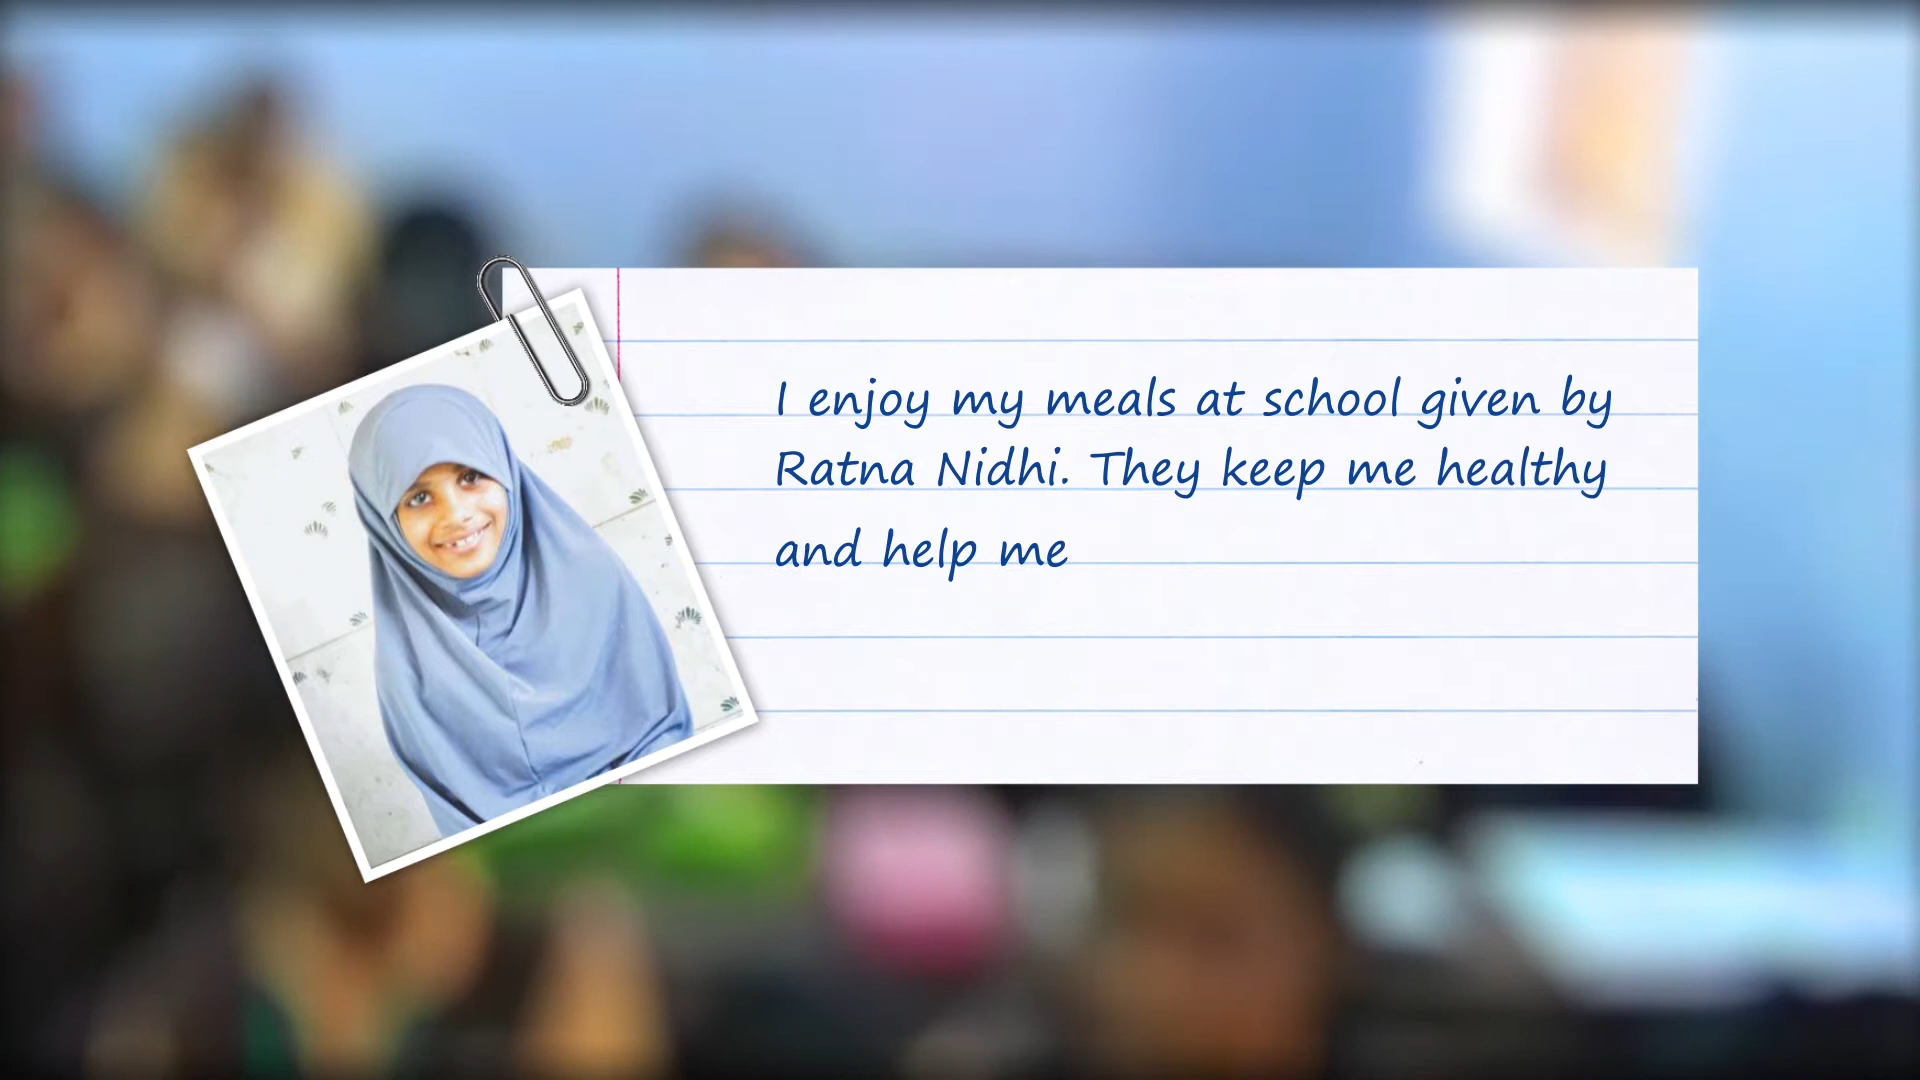 I enjoy my meals at school given by
Ratna Nidhi. They keep me healthy
and help me